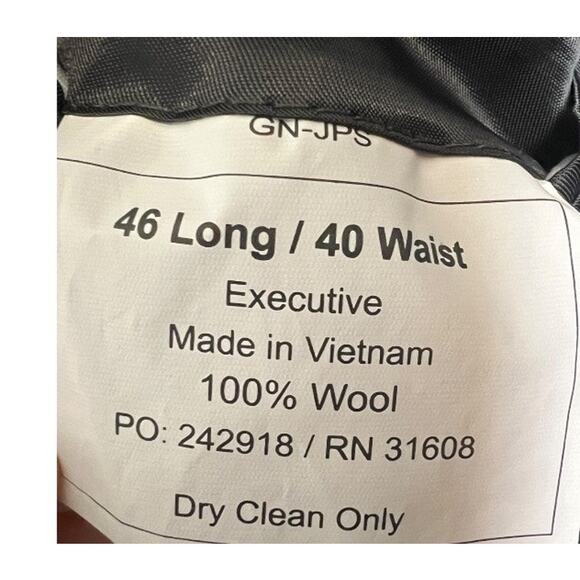 GN-JPS
46 Long / 40 Waist
Executive
Made in Vietnam
100% Wool
PO: 242918 / RN 31608
Dry Clean Only